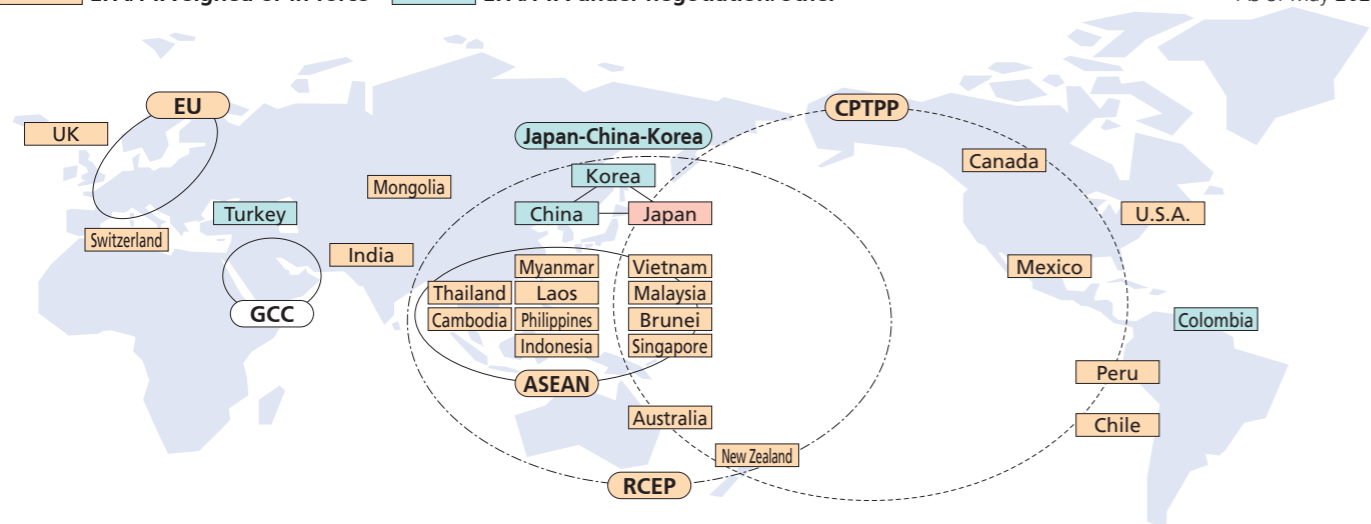 EU
CPTPP
UK
Japan-China-Korea
Canada
Korea
Mongolia
Turkey
China
Japan
U.S.A.
Switzerland
India
Myanmar
Vietnam
Mexico
Thailand
Laos
Malaysia
GCC
Cambodia
Philippines
Brunei
Colombia
Indonesia
Singapore
Peru
ASEAN
Australia
Chile
New Zealand
RCEP